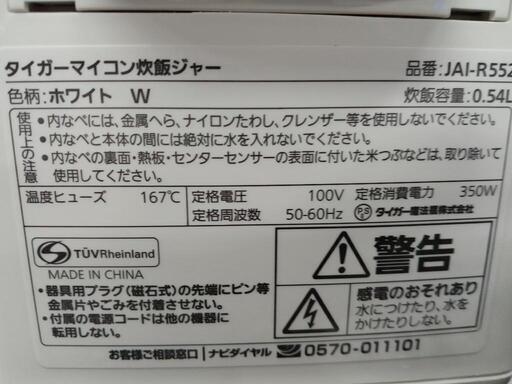 タイガーマイコン炊飯ジャー 品番:JAI-R552
色柄:ホワイト W 炊飯容量:0.54L
使用上の注意
・内なべには、金属へら、ナイロンたわし、クレンザー等を使用しないでください。
・内なべと本体の間には絶対に水を入れないでください。
・内なべの裏面・熱板・センターセンサーの表面に付いた米つぶなどは、取り除いて
使用してください。
温度ヒューズ 167℃ 定格電圧 100V 定格消費電力 350W
定格周波数 50-60Hz PS タイガー魔法瓶株式会社
TÜVRheinland
MADE IN CHINA
・器具用プラグ(磁石式)の先端にピン等
金属片やごみを付着させない。
・付属の電源コードは他の機器に
転用しない。
警告
感電のおそれあり
水につけたり、水を
かけたりしない。
お客様ご相談窓口 ナビダイヤル 0570-011101